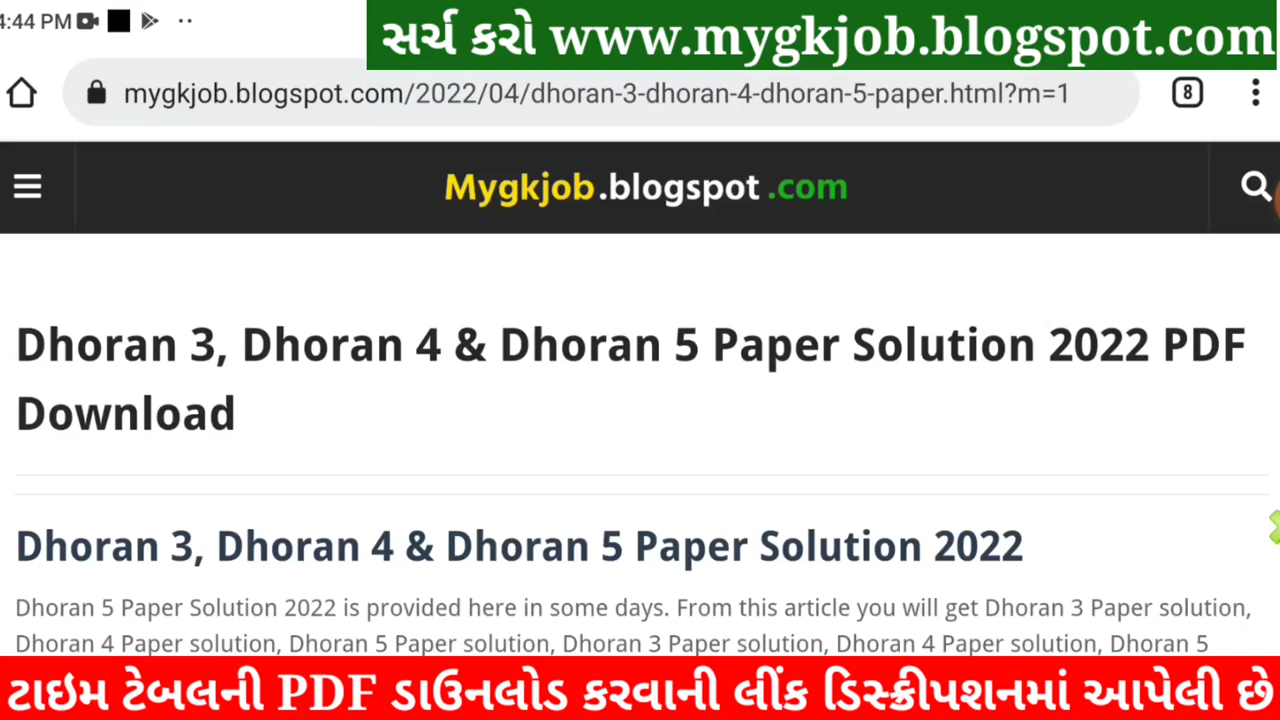 4:44 PM
સર્ચ કરો www.mygkjob.blogspot.com
mygkjob.blogspot.com/2022/04/dhoran-3-dhoran-4-dhoran-5-paper.html?m=1
8
Mygkjob.blogspot.com
Dhoran 3, Dhoran 4 & Dhoran 5 Paper Solution 2022 PDF
Download
Dhoran 3, Dhoran 4 & Dhoran 5 Paper Solution 2022
Dhoran 5 Paper Solution 2022 is provided here in some days. From this article you will get Dhoran 3 Paper solution,
Dhoran 4 Paper solution, Dhoran 5 Paper solution, Dhoran 3 Paper solution, Dhoran 4 Paper solution, Dhoran 5
ટાઇમ ટેબલની PDF ડાઉનલોડ કરવાની લીંક ડિસ્ક્રીપશનમાં આપેલી છે